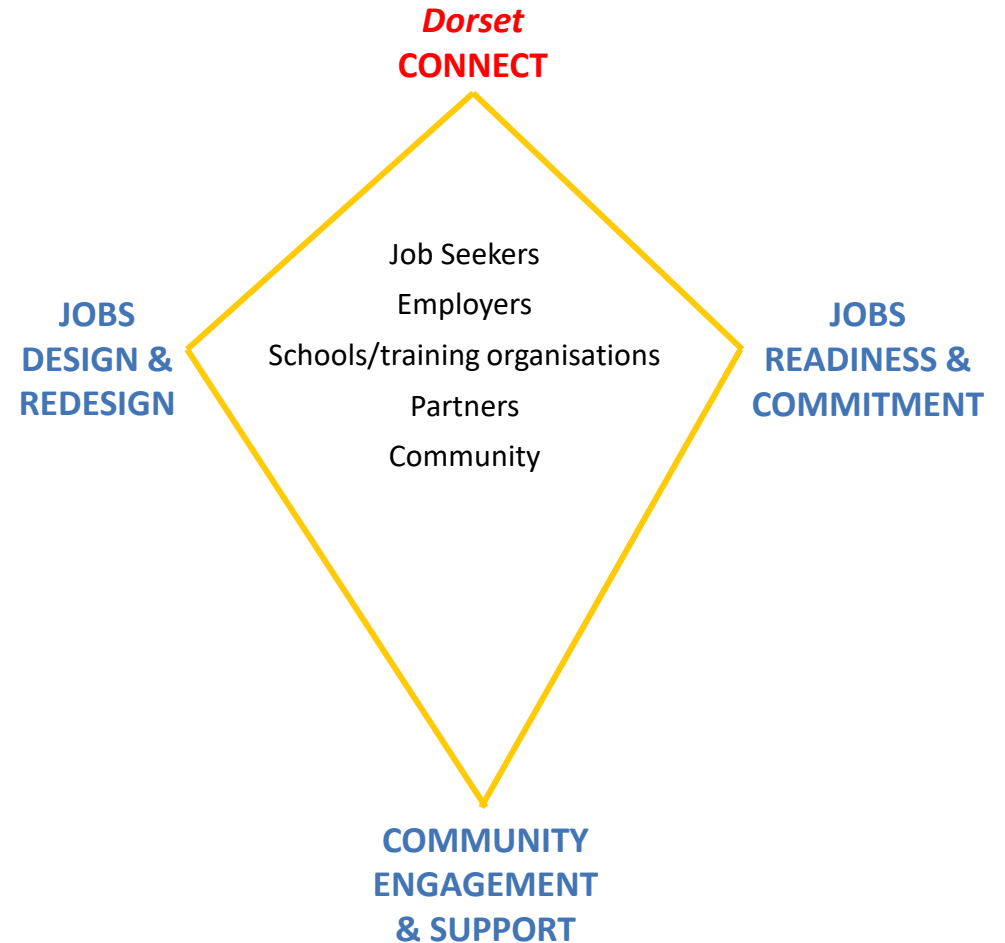 Dorset
CONNECT
Job Seekers
Employers
Schools/training organisations
Partners
Community
JOBS
DESIGN &
REDESIGN
JOBS
READINESS &
COMMITMENT
COMMUNITY
ENGAGEMENT
& SUPPORT